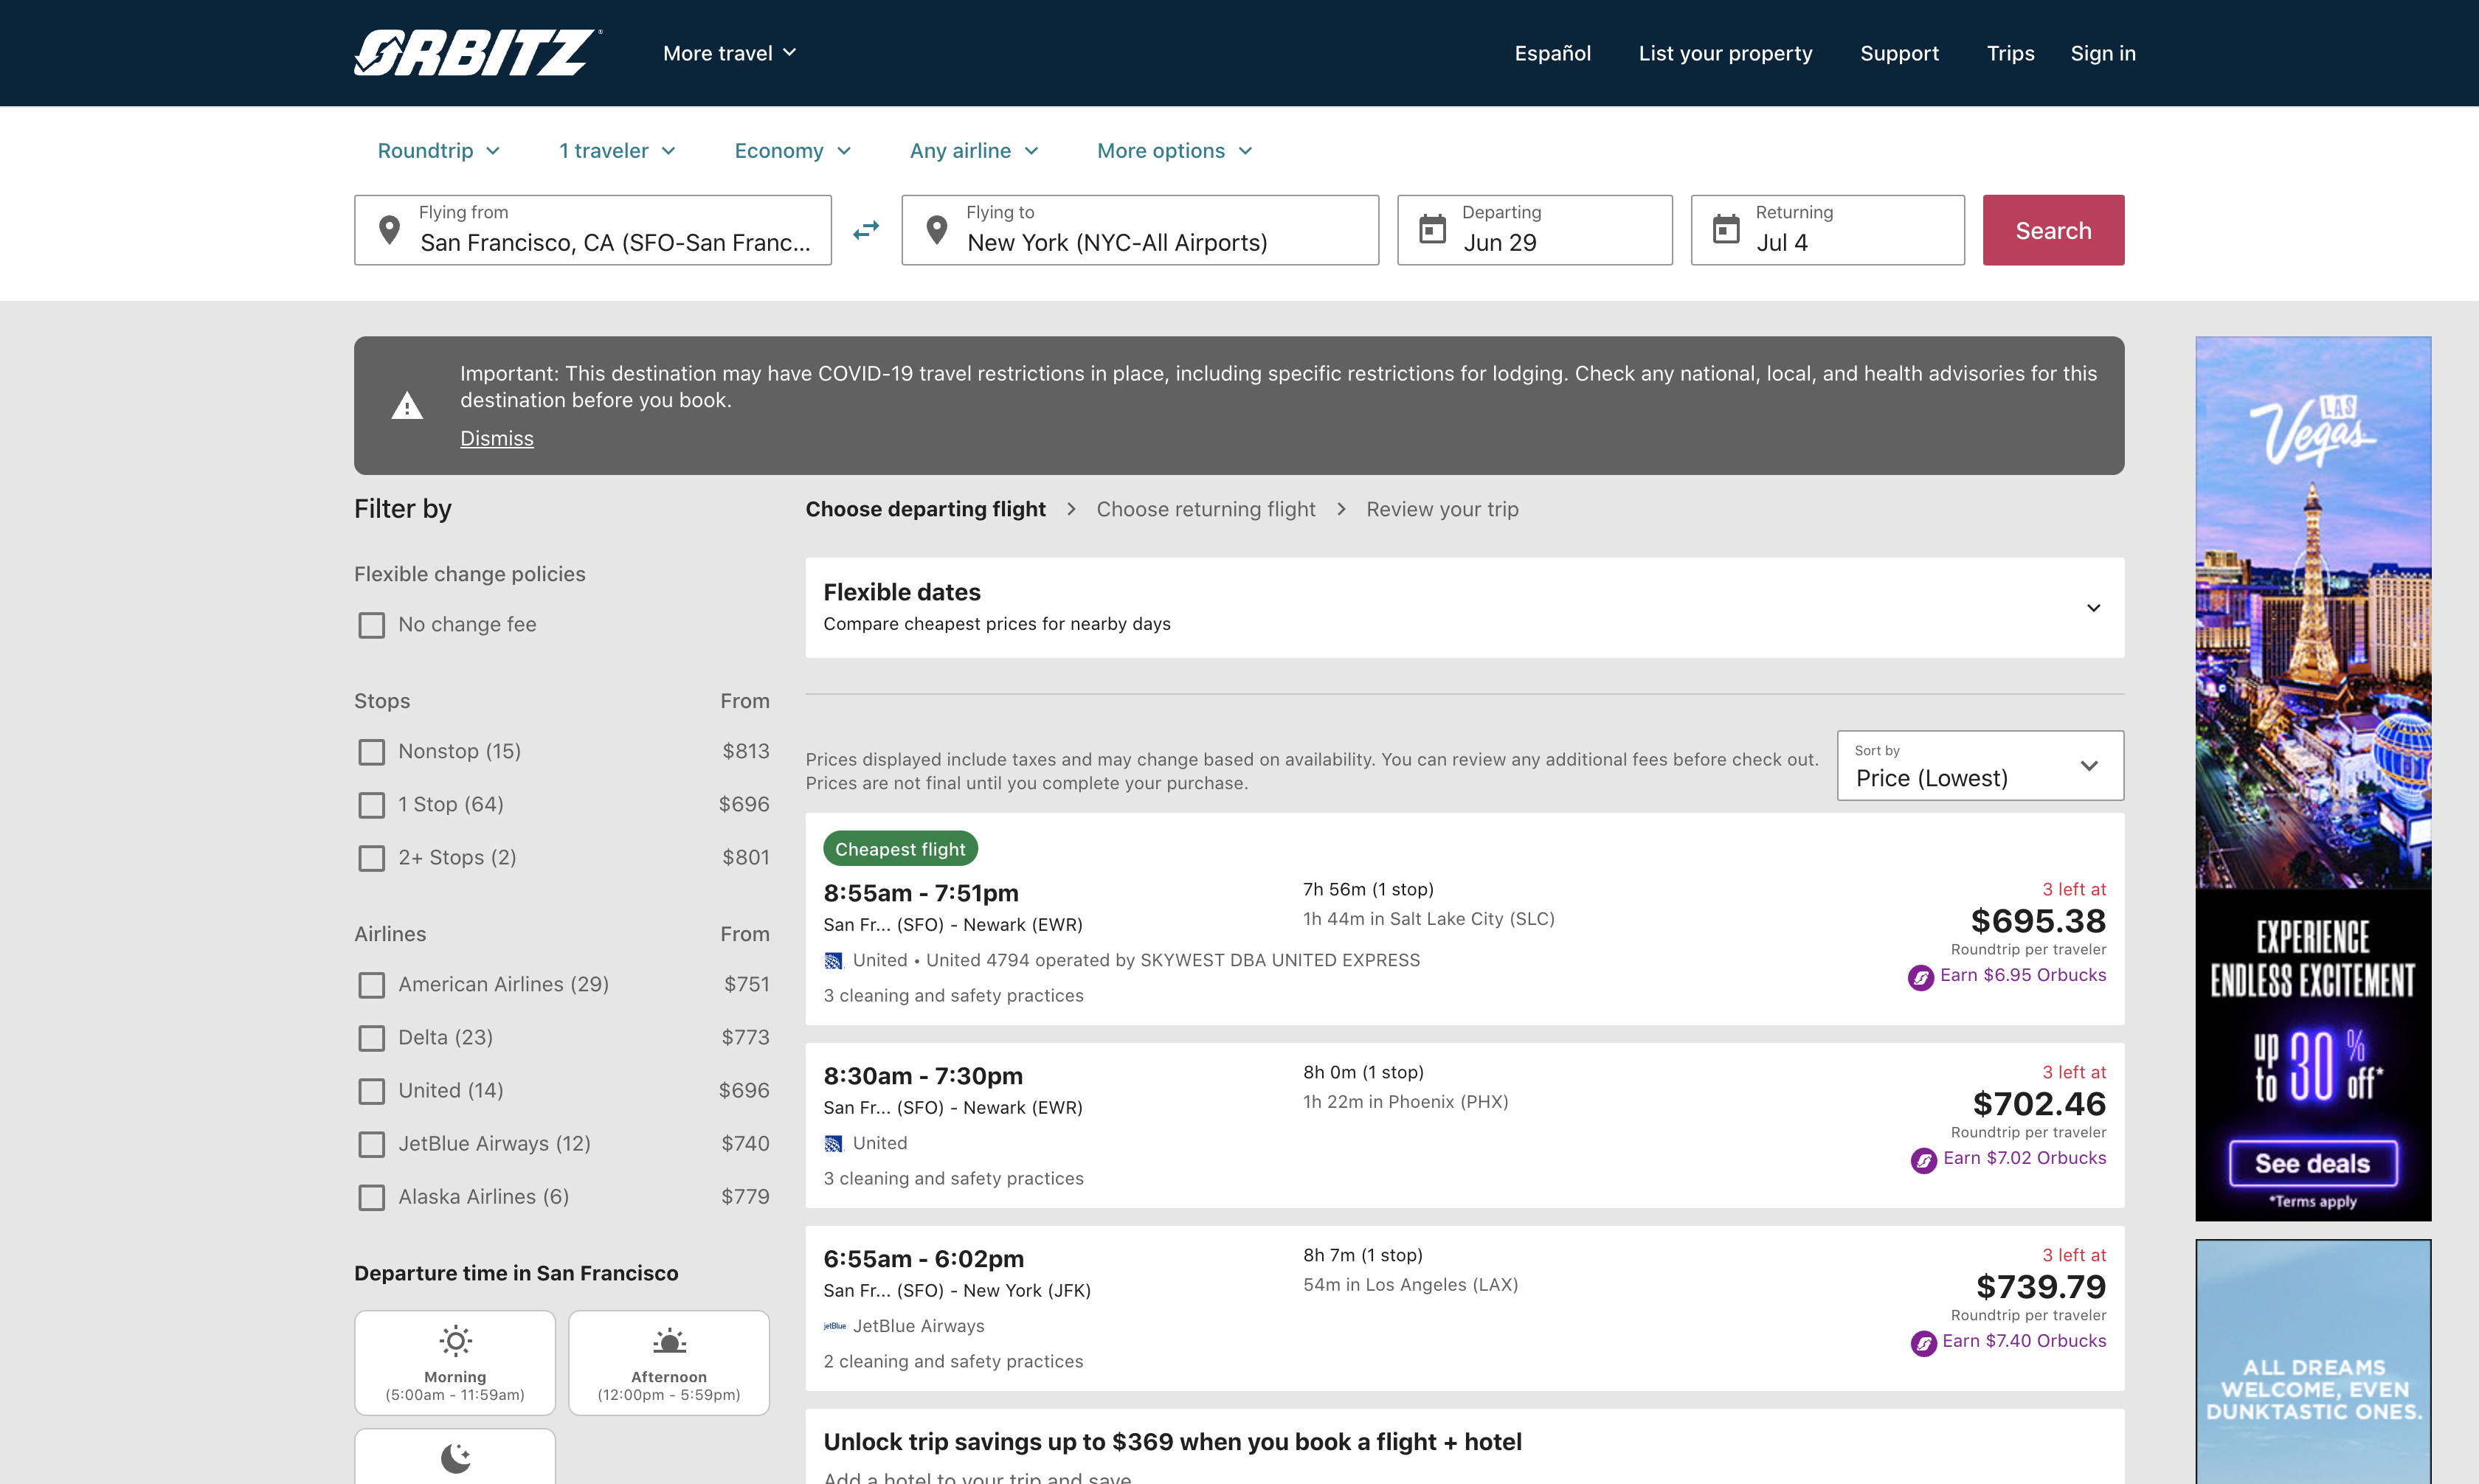 ORBITZ
More travel
Español
List your property
Support
Trips
Sign in
Roundtrip
1 traveler
Economy
Any airline
More options
Flying from
San Francisco, CA (SFO-San Franc...
Flying to
New York (NYC-All Airports)
Departing
Jun 29
Returning
Jul 4
Search
Important: This destination may have COVID-19 travel restrictions in place, including specific restrictions for lodging. Check any national, local, and health advisories for this
destination before you book.
Dismiss
Filter by
Flexible change policies
No change fee
Stops From
Nonstop (15) $813
1 Stop (64) $696
2+ Stops (2) $801
Airlines From
American Airlines (29) $751
Delta (23) $773
United (14) $696
JetBlue Airways (12) $740
Alaska Airlines (6) $779
Departure time in San Francisco
Morning
(5:00am - 11:59am)
Afternoon
(12:00pm - 5:59pm)
Choose departing flight > Choose returning flight > Review your trip
Flexible dates
Compare cheapest prices for nearby days
Prices displayed include taxes and may change based on availability. You can review any additional fees before check out.
Prices are not final until you complete your purchase.
Sort by
Price (Lowest)
Cheapest flight
8:55am - 7:51pm
San Fr... (SFO) - Newark (EWR)
United • United 4794 operated by SKYWEST DBA UNITED EXPRESS
3 cleaning and safety practices
7h 56m (1 stop)
1h 44m in Salt Lake City (SLC)
3 left at
$695.38
Roundtrip per traveler
Earn $6.95 Orbucks
8:30am - 7:30pm
San Fr... (SFO) - Newark (EWR)
United
3 cleaning and safety practices
8h 0m (1 stop)
1h 22m in Phoenix (PHX)
3 left at
$702.46
Roundtrip per traveler
Earn $7.02 Orbucks
6:55am - 6:02pm
San Fr... (SFO) - New York (JFK)
jetBlue JetBlue Airways
2 cleaning and safety practices
8h 7m (1 stop)
54m in Los Angeles (LAX)
3 left at
$739.79
Roundtrip per traveler
Earn $7.40 Orbucks
Unlock trip savings up to $369 when you book a flight + hotel
Add a hotel to your trip and save
LAS
Vegas
EXPERIENCE
ENDLESS EXCITEMENT
up to 30% off*
See deals
*Terms apply
ALL DREAMS
WELCOME, EVEN
DUNKTASTIC ONES.